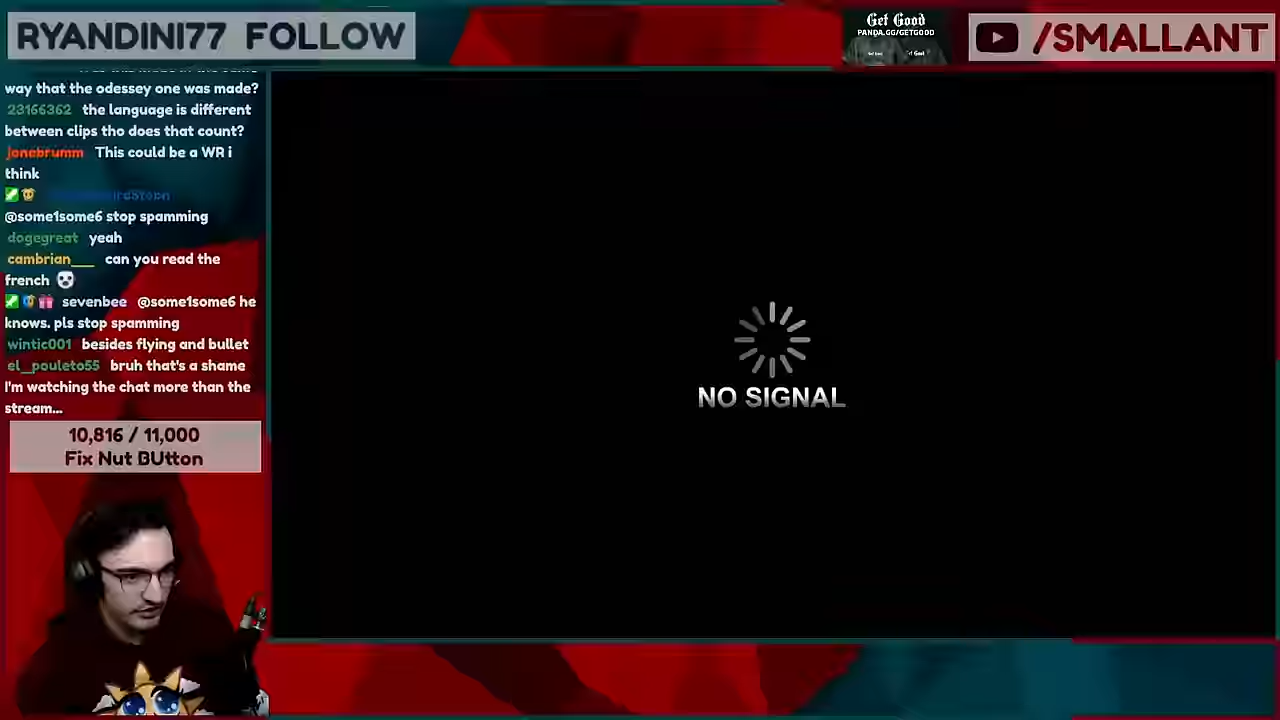 RYANDINI77 FOLLOW
Get Good
PANDA.GG/GETGOOD
/SMALLANT
way that the odessey one was made?
23166362 the language is different
between clips tho does that count?
jonebrumm This could be a WR i
think
@some1some6 stop spamming
dogegreat yeah
cambrian___ can you read the
french
sevenbee @some1some6 he
knows. pls stop spamming
wintic001 besides flying and bullet
el_pouleto55 bruh that's a shame
I'm watching the chat more than the
stream...
10,816 / 11,000
Fix Nut BUtton
NO SIGNAL